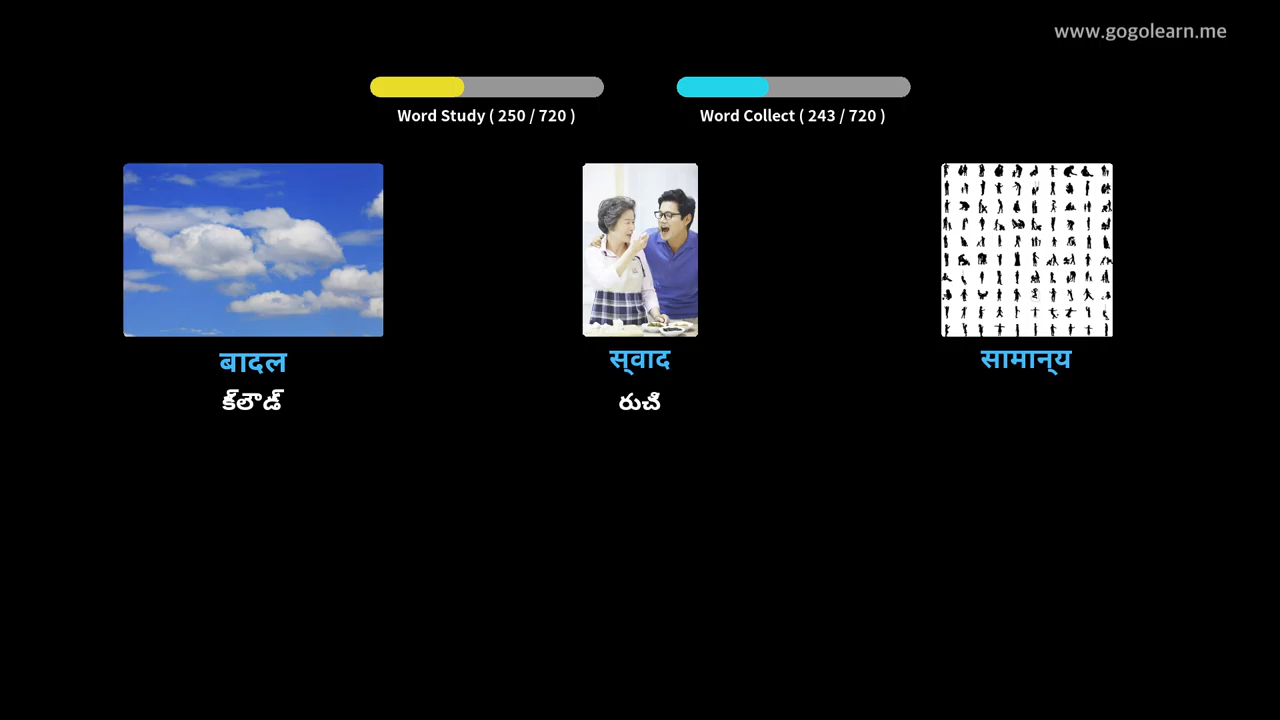 www.gogolearn.me
Word Study ( 250 / 720 )
Word Collect ( 243 / 720 )
बादल
स्वाद
सामान्य
క్‌లౌడ్
రుచి